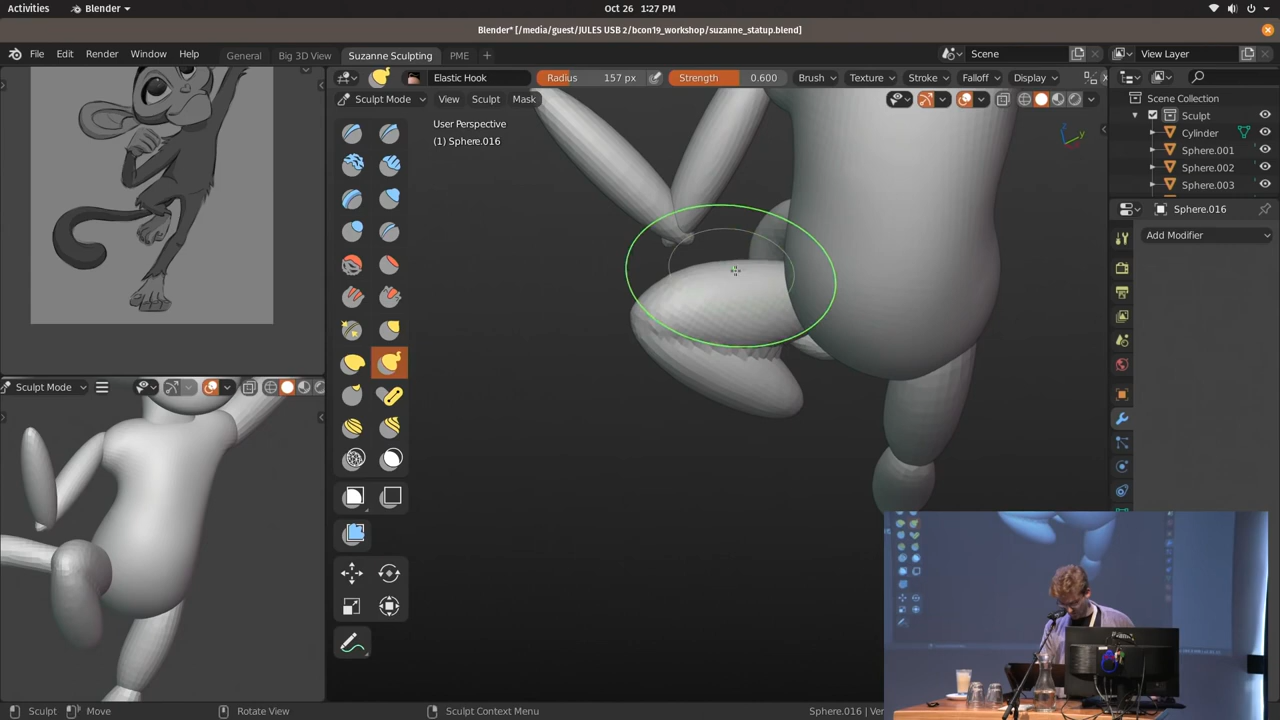 Activities
Blender
Oct 26 1:27 PM
Blender* [/media/guest/JULES USB 2/bcon19_workshop/suzanne_statup.blend]
File Edit Render Window Help
General Big 3D View Suzanne Sculpting PME +
Scene
View Layer
Elastic Hook
Radius 157 px
Strength 0.600
Brush Texture Stroke Falloff Display
Sculpt Mode
View Sculpt Mask
User Perspective
(1) Sphere.016
Scene Collection
Sculpt
Cylinder
Sphere.001
Sphere.002
Sphere.003
Sphere.016
Add Modifier
Sculpt Mode
Sculpt
Move
Rotate View
Sculpt Context Menu
Sphere.016 | Ver